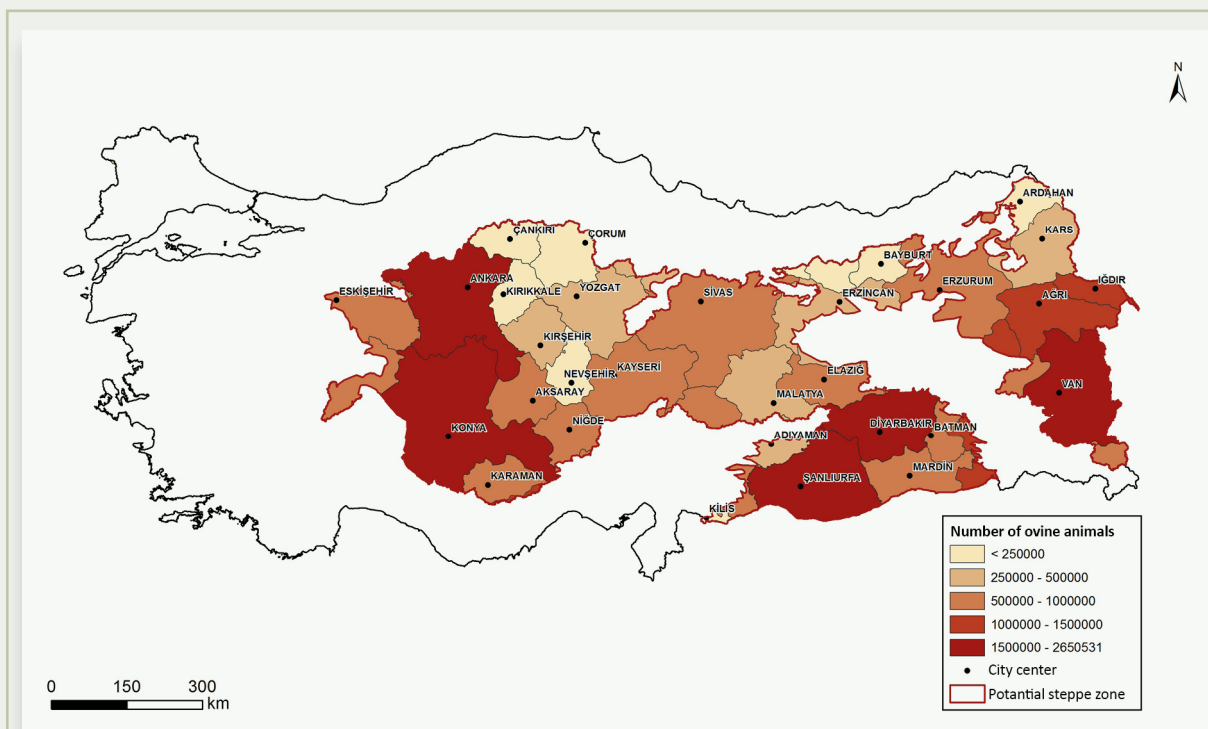 N
ARDAHAN
KARS
ÇANKIRI
ÇORUM
BAYBURT
ANKARA
KIRIKKALE
YOZGAT
SİVAS
ERZİNCAN
ERZURUM
AĞRI
IĞDIR
ESKİŞEHİR
KIRŞEHİR
NEVŞEHİR
KAYSERİ
ELAZIĞ
VAN
AKSARAY
MALATYA
KONYA
NİĞDE
ADIYAMAN
DİYARBAKIR
BATMAN
KARAMAN
ŞANLIURFA
MARDİN
KİLİS
Number of ovine animals
< 250000
250000 - 500000
500000 - 1000000
1000000 - 1500000
1500000 - 2650531
City center
Potantial steppe zone
0 150 300
km